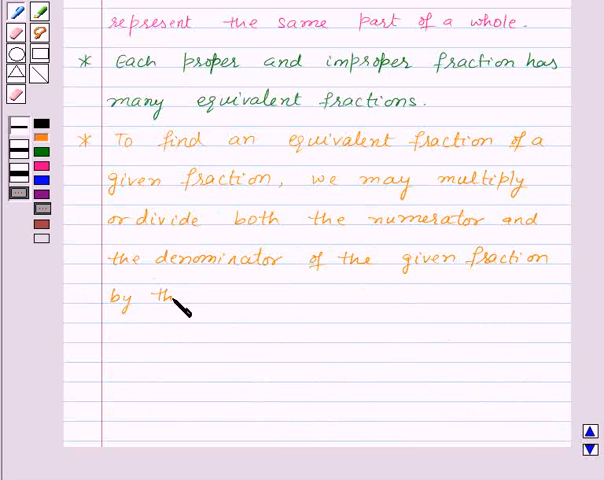 represent the same part of a whole.
* Each proper and improper fraction has
many equivalent fractions.
* To find an equivalent fraction of a
given fraction, we may multiply
or divide both the numerator and
the denominator of the given fraction
by th